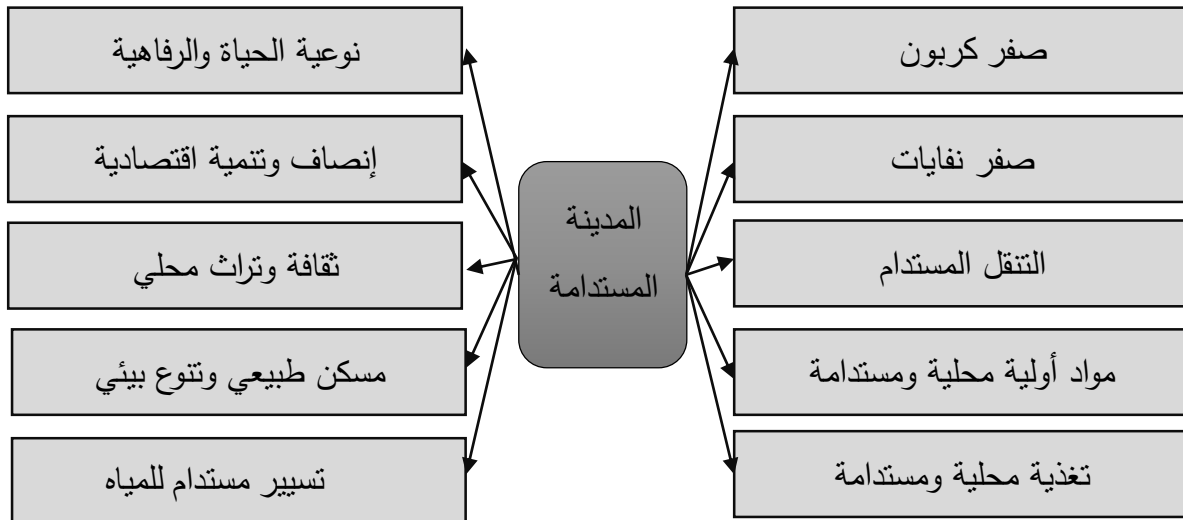 صفر كربون
صفر نفايات
التنقل المستدام
مواد أولية محلية ومستدامة
تغذية محلية ومستدامة
المدينة
المستدامة
نوعية الحياة والرفاهية
إنصاف وتنمية اقتصادية
ثقافة وتراث محلي
مسكن طبيعي وتنوع بيئي
تسيير مستدام للمياه